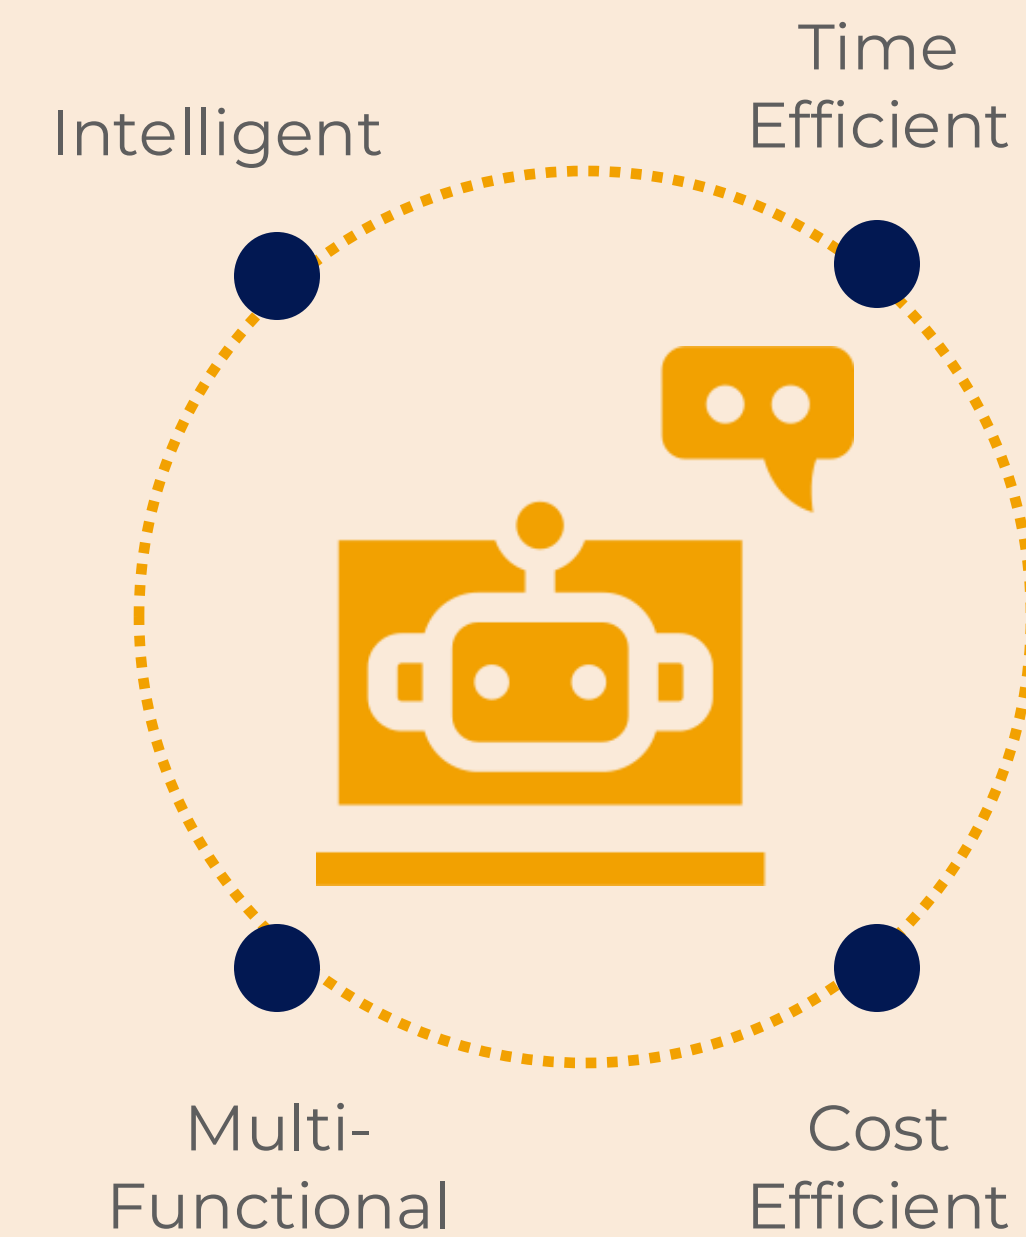 Intelligent
Time
Efficient
Multi-
Functional
Cost
Efficient